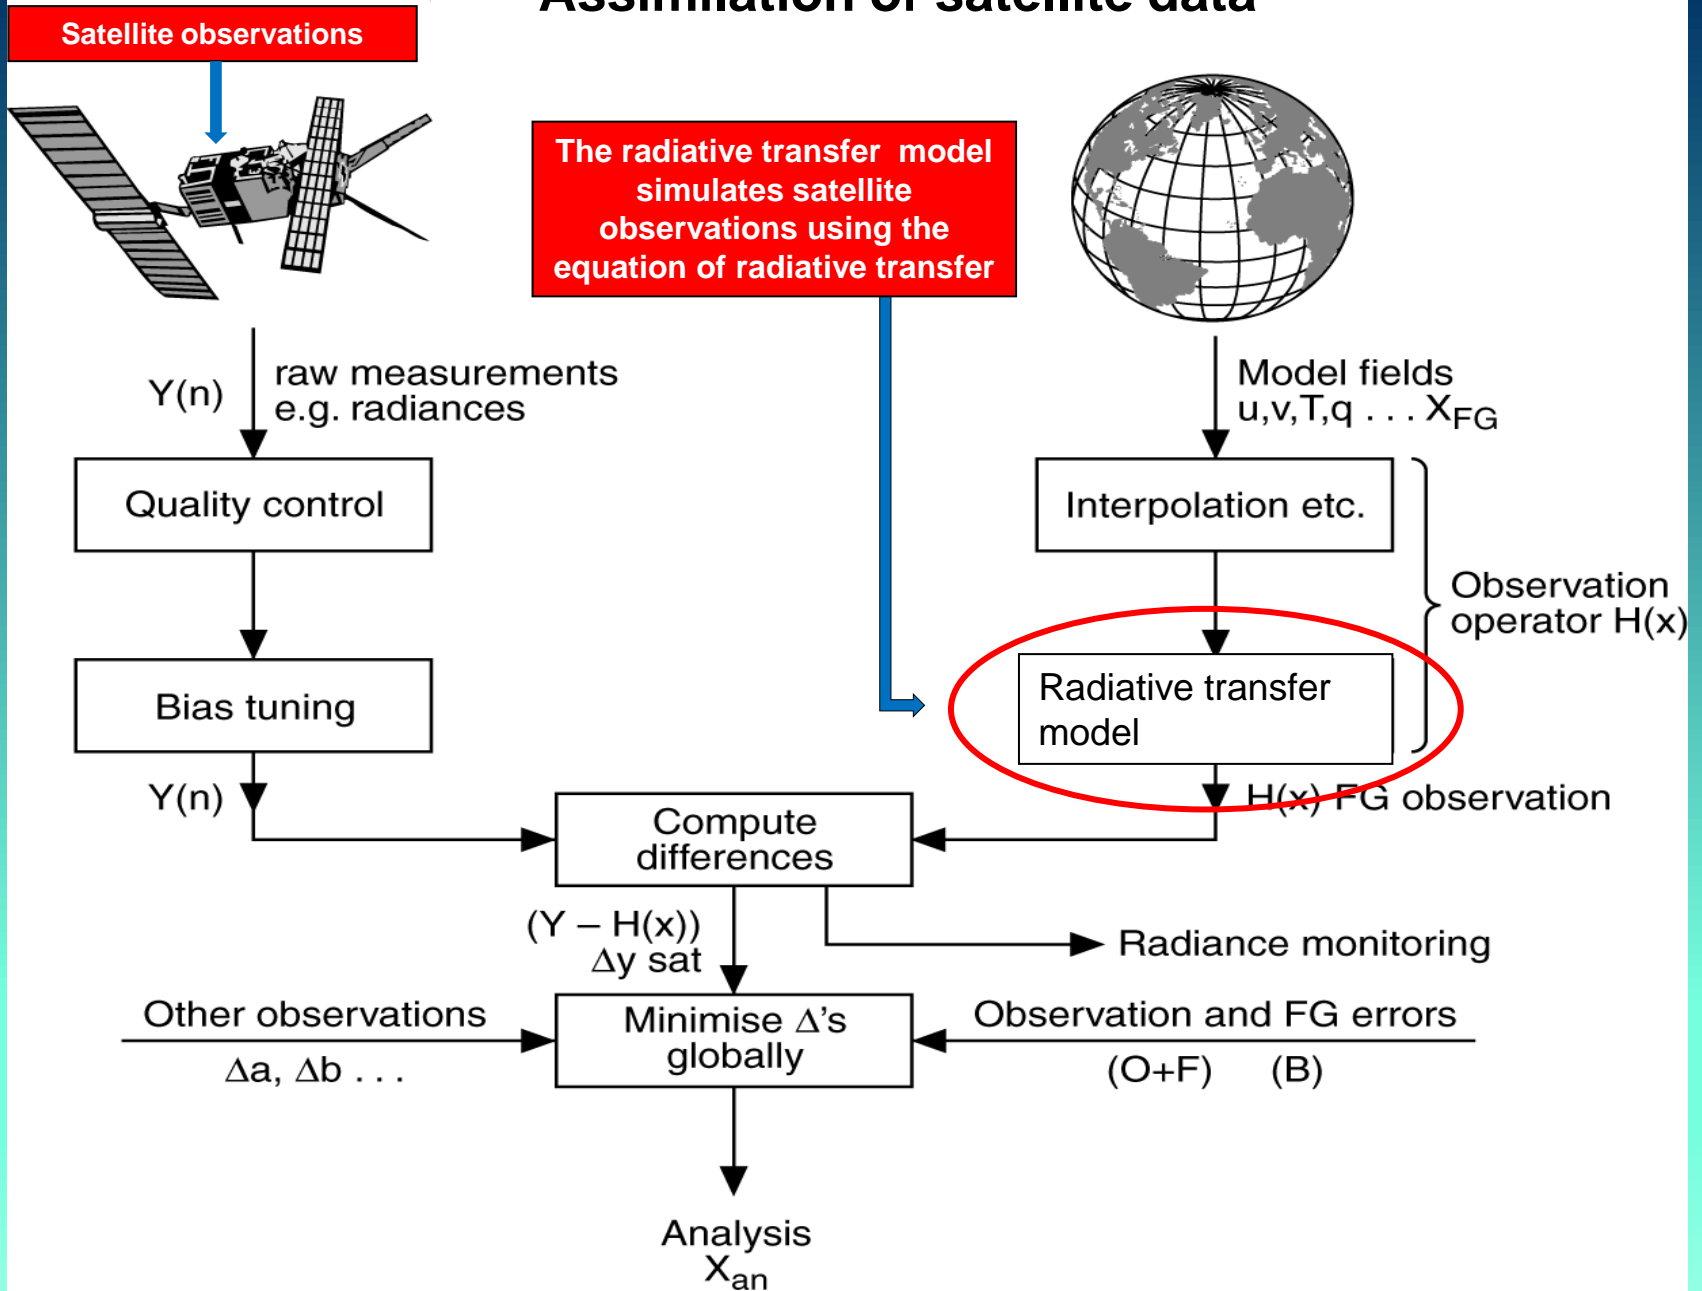 Assimilation of satellite data
Satellite observations
The radiative transfer model
simulates satellite
observations using the
equation of radiative transfer
Y(n)
raw measurements
e.g. radiances
Model fields
u,v,T,q . . . XFG
Quality control
Interpolation etc.
Observation
operator H(x)
Bias tuning
Radiative transfer
model
Y(n)
H(x) FG observation
Compute
differences
(Y – H(x))
Δy sat
Radiance monitoring
Other observations
Δa, Δb . . .
Minimise Δ's
globally
Observation and FG errors
(O+F) (B)
Analysis
Xan